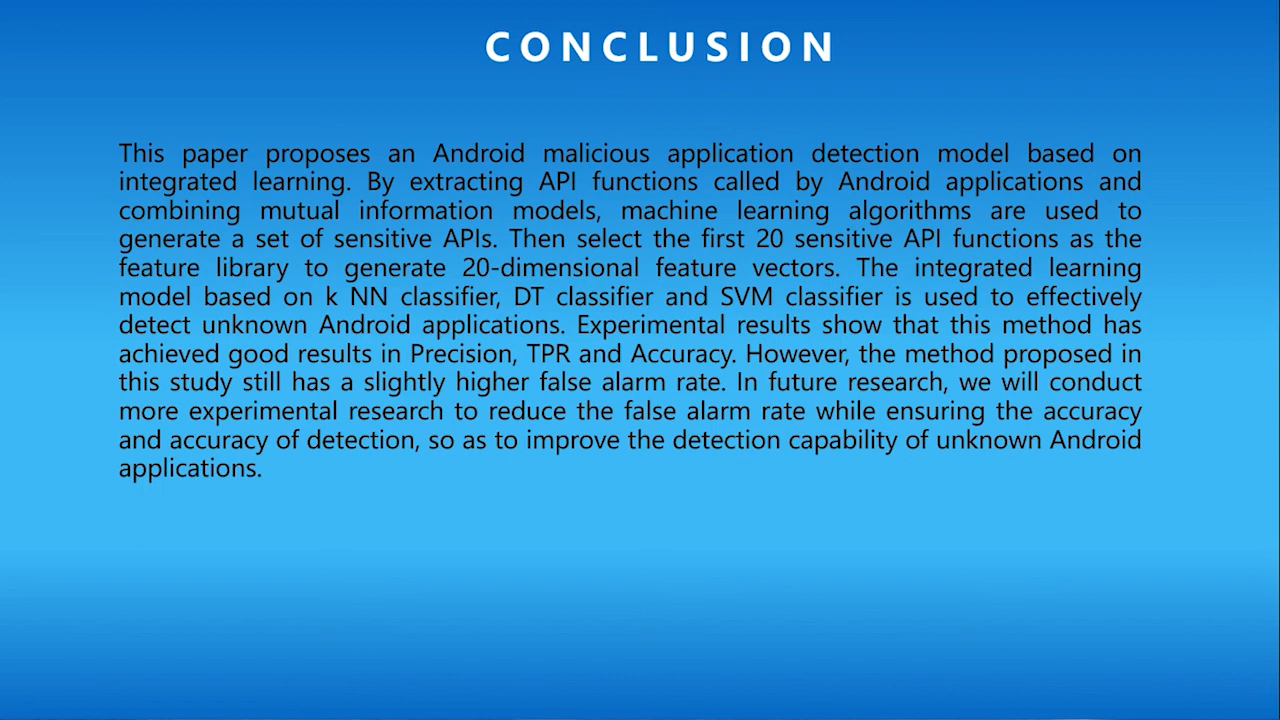 CONCLUSION
This paper proposes an Android malicious application detection model based on
integrated learning. By extracting API functions called by Android applications and
combining mutual information models, machine learning algorithms are used to
generate a set of sensitive APIs. Then select the first 20 sensitive API functions as the
feature library to generate 20-dimensional feature vectors. The integrated learning
model based on k NN classifier, DT classifier and SVM classifier is used to effectively
detect unknown Android applications. Experimental results show that this method has
achieved good results in Precision, TPR and Accuracy. However, the method proposed in
this study still has a slightly higher false alarm rate. In future research, we will conduct
more experimental research to reduce the false alarm rate while ensuring the accuracy
and accuracy of detection, so as to improve the detection capability of unknown Android
applications.